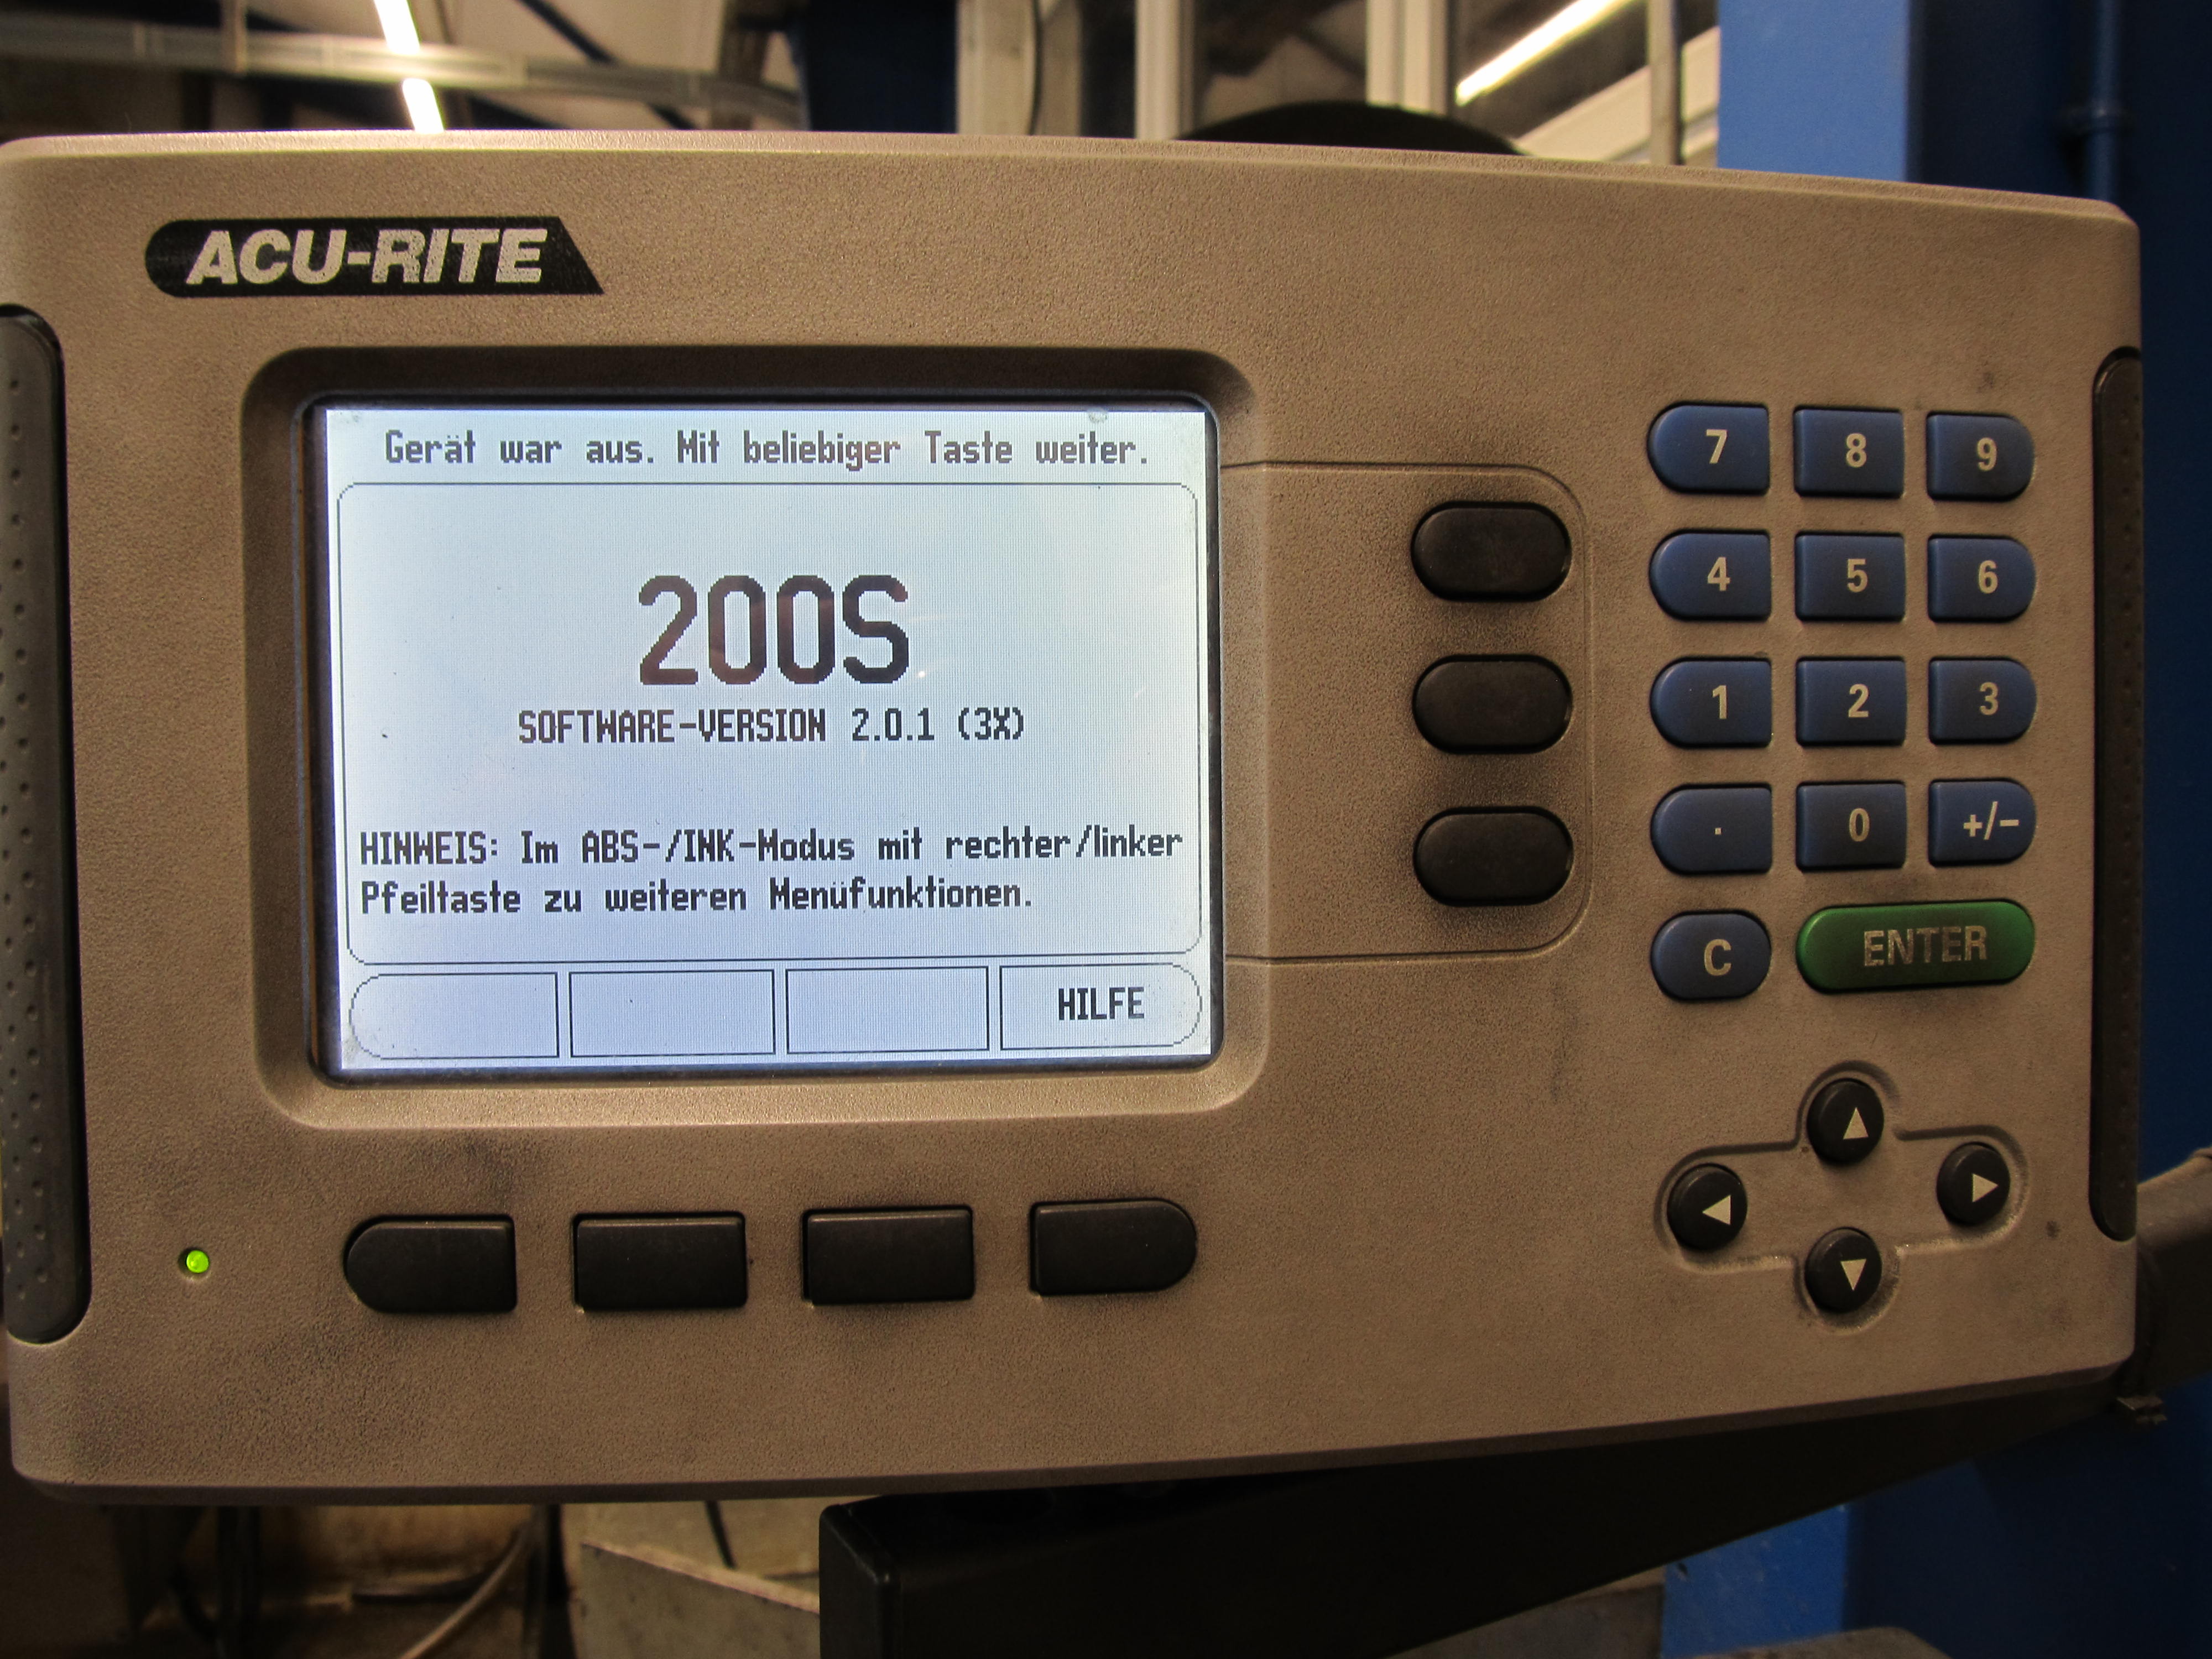 ACU-RITE
Gerät war aus. Mit beliebiger Taste weiter.
200S
SOFTWARE-VERSION 2.0.1 (3X)
HINWEIS: Im ABS-/INK-Modus mit rechter/linker
Pfeiltaste zu weiteren Menüfunktionen.
HILFE
7 8 9
4 5 6
1 2 3
. 0 +/-
C ENTER